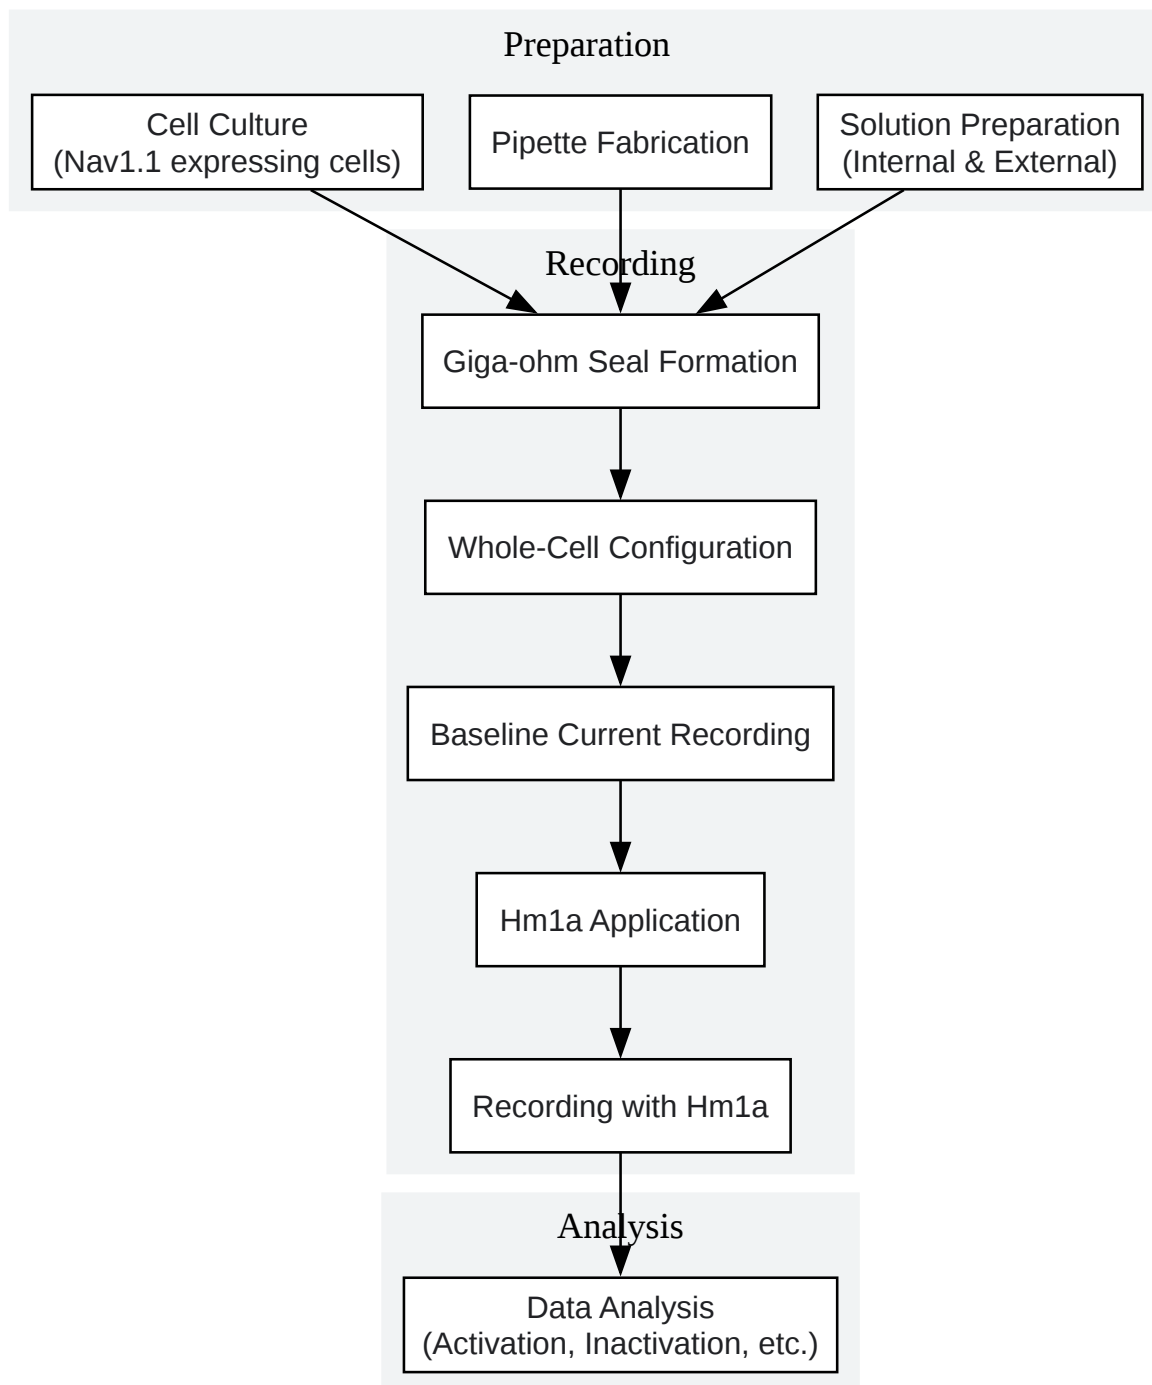 Preparation
Cell Culture
(Nav1.1 expressing cells)
Pipette Fabrication
Solution Preparation
(Internal & External)
Recording
Giga-ohm Seal Formation
Whole-Cell Configuration
Baseline Current Recording
Hm1a Application
Recording with Hm1a
Analysis
Data Analysis
(Activation, Inactivation, etc.)